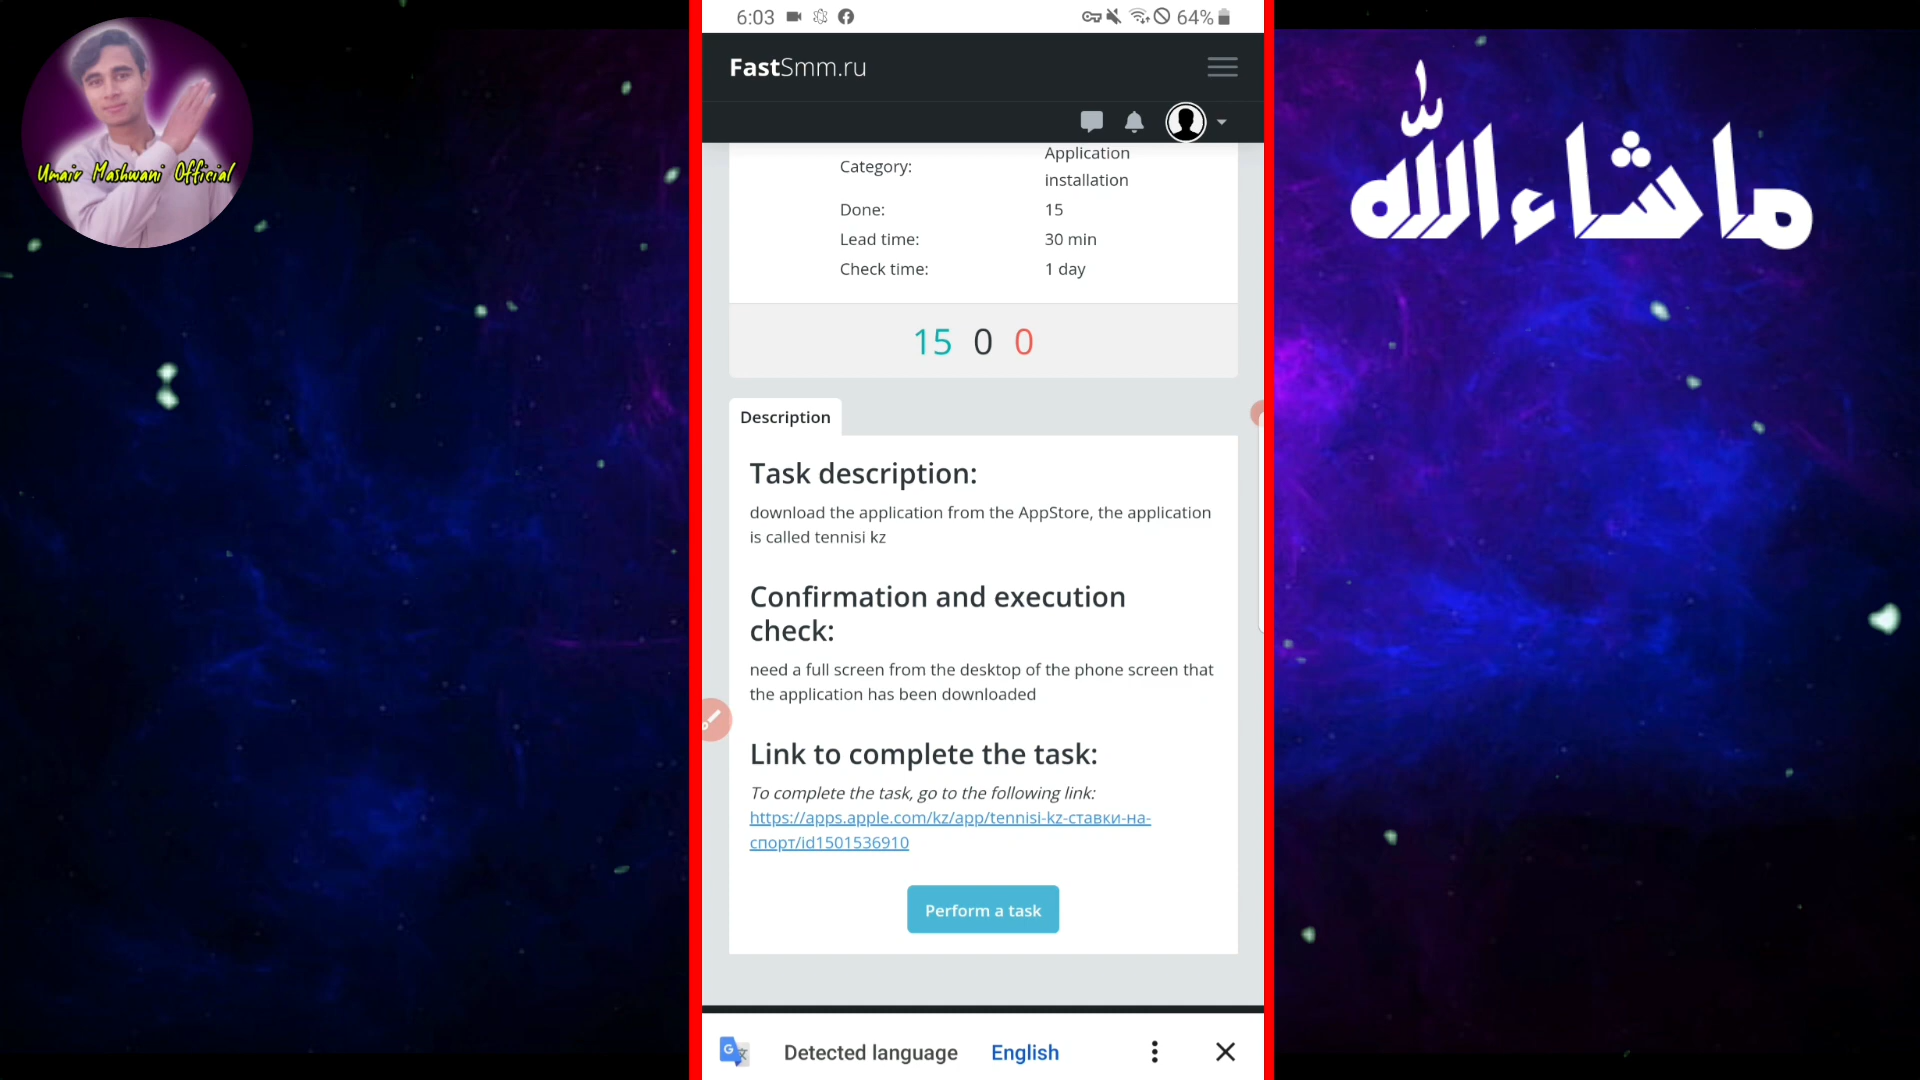 Umair Mashwani Official
6:03
64%
FastSmm.ru
Category:
Application
installation
Done:
15
Lead time:
30 min
Check time:
1 day
15 0 0
Description
Task description:
download the application from the AppStore, the application
is called tennisi kz
Confirmation and execution
check:
need a full screen from the desktop of the phone screen that
the application has been downloaded
Link to complete the task:
To complete the task, go to the following link:
https://apps.apple.com/kz/app/tennisi-kz-ставки-на-
спорт/id1501536910
Perform a task
Detected language
English
ماشاءالله